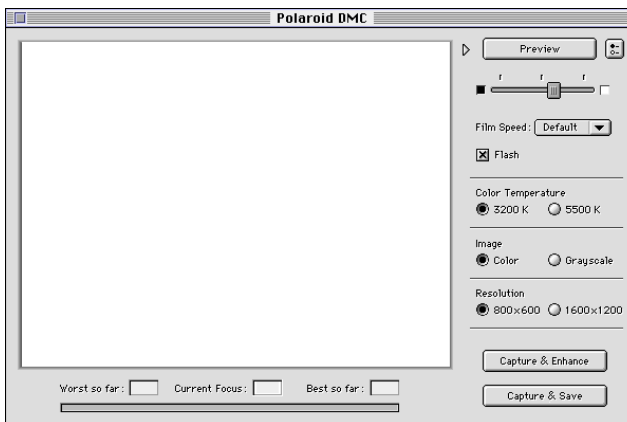 Polaroid DMC
Preview
Film Speed: Default
Flash
Color Temperature
3200 K 5500 K
Image
Color Grayscale
Resolution
800x600 1600x1200
Capture & Enhance
Worst so far: Current Focus: Best so far:
Capture & Save